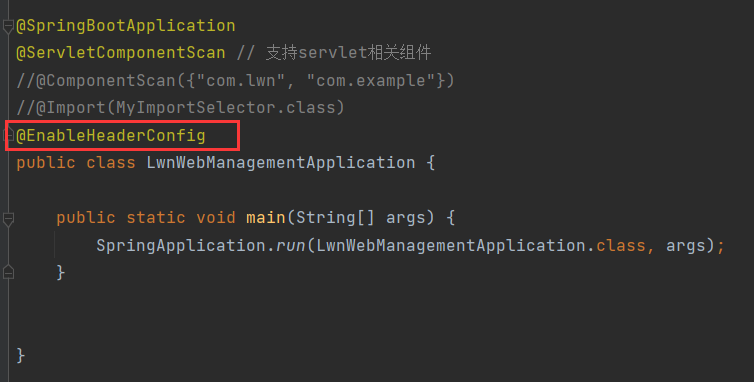 @SpringBootApplication
@ServletComponentScan // 支持servlet相关组件
//@ComponentScan({"com.lwn", "com.example"})
//@Import(MyImportSelector.class)
@EnableHeaderConfig
public class LwnWebManagementApplication {
public static void main(String[] args) {
SpringApplication.run(LwnWebManagementApplication.class, args);
}
}